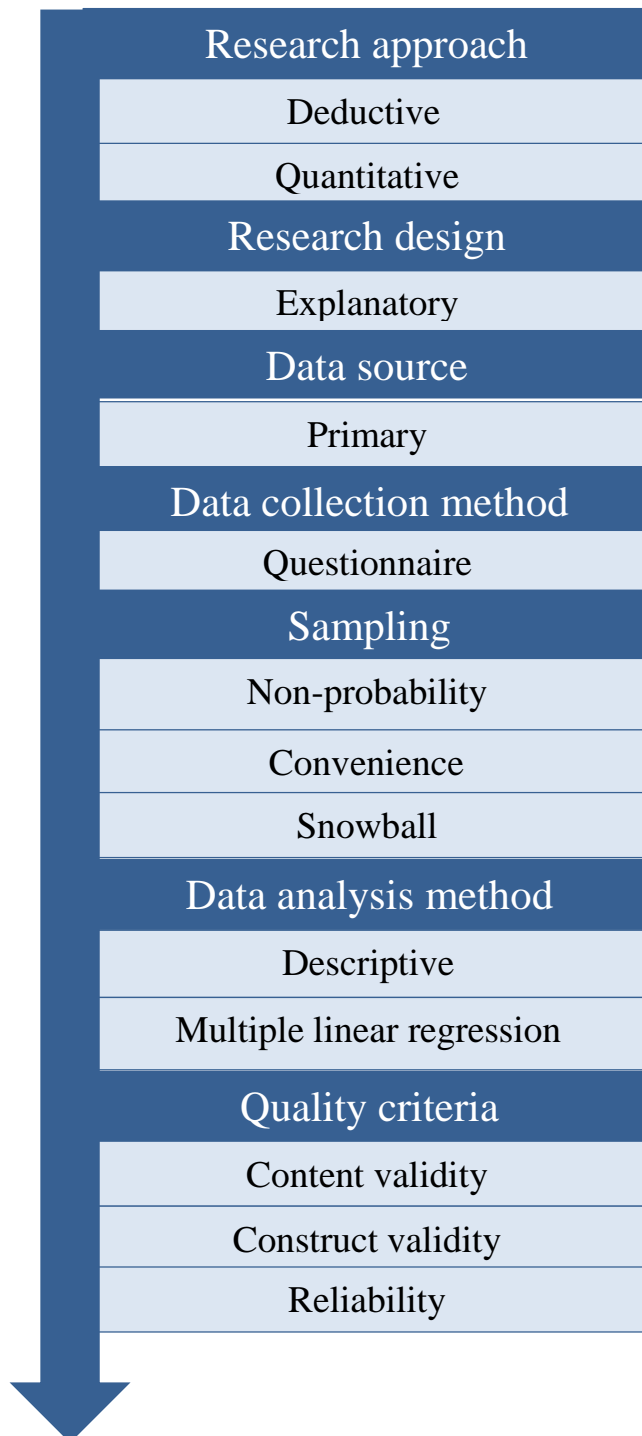 Research approach
Deductive
Quantitative
Research design
Explanatory
Data source
Primary
Data collection method
Questionnaire
Sampling
Non-probability
Convenience
Snowball
Data analysis method
Descriptive
Multiple linear regression
Quality criteria
Content validity
Construct validity
Reliability